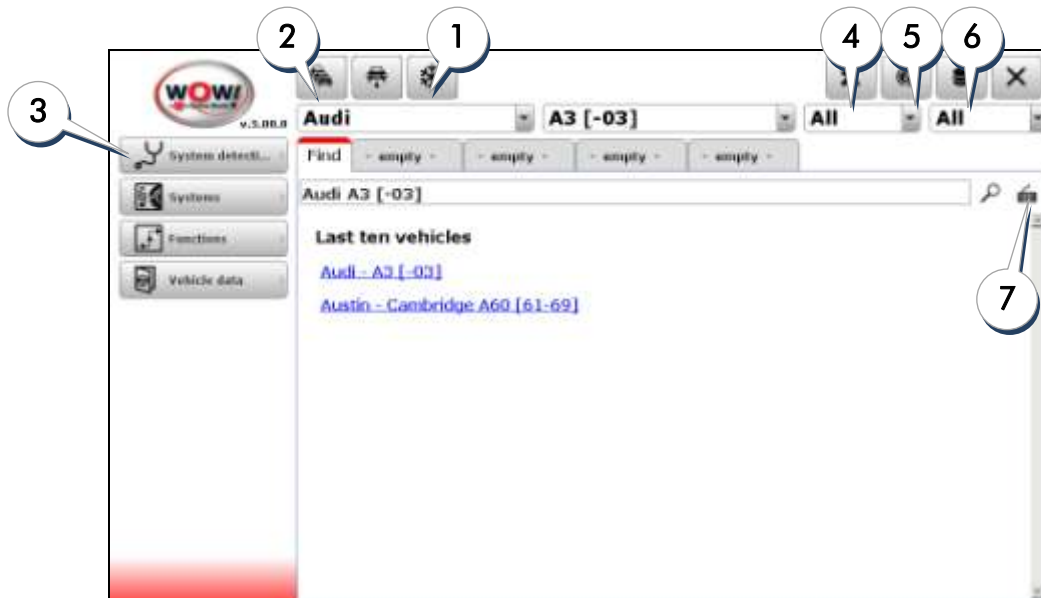 2 1 4 5 6
3
WOW!
v.5.00.0
Audi A3 [-03] All All
System detecti...
Find - empty - - empty - - empty - - empty -
Systems
Audi A3 [-03]
Functions
Last ten vehicles
Vehicle data
Audi - A3 [-03]
Austin - Cambridge A60 [61-69]
7